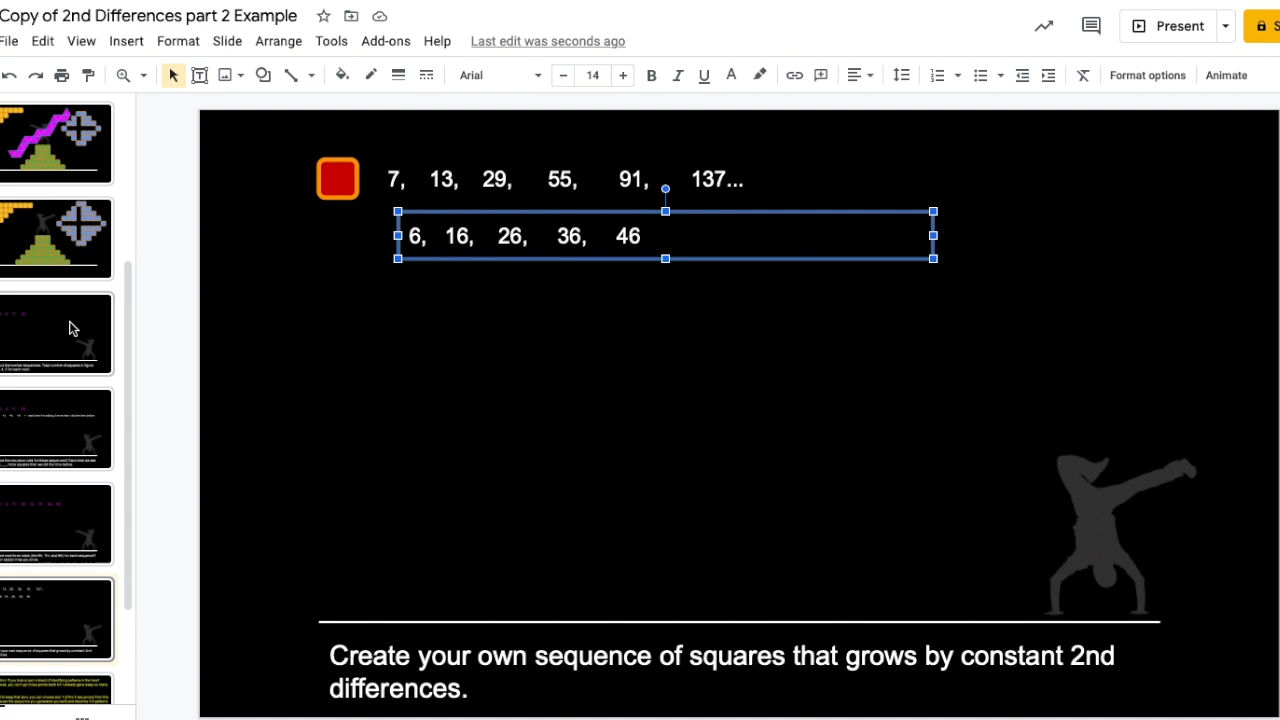 Copy of 2nd Differences part 2 Example
File Edit View Insert Format Slide Arrange Tools Add-ons Help Last edit was seconds ago
Present
Arial 14 B I U A Format options Animate
7, 13, 29, 55, 91, 137...
6, 16, 26, 36, 46
Create your own sequence of squares that grows by constant 2nd
differences.